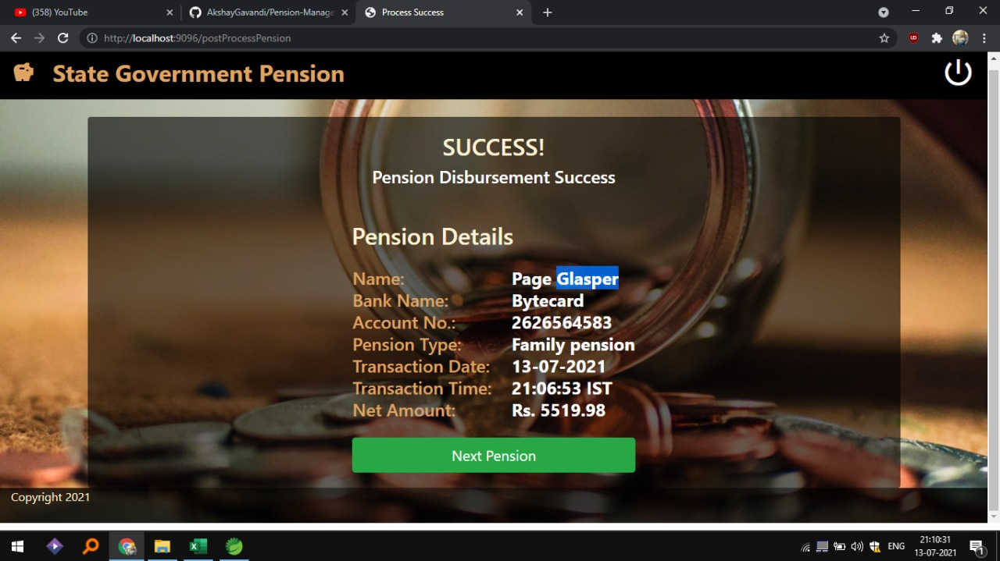 (358) YouTube
AkshayGavandi/Pension-Manage
Process Success
http://localhost:9096/postProcessPension
State Government Pension
SUCCESS!
Pension Disbursement Success
Pension Details
Name: Page Glasper
Bank Name: Bytecard
Account No.: 2626564583
Pension Type: Family pension
Transaction Date: 13-07-2021
Transaction Time: 21:06:53 IST
Net Amount: Rs. 5519.98
Next Pension
Copyright 2021
ENG
21:10:31
13-07-2021
1